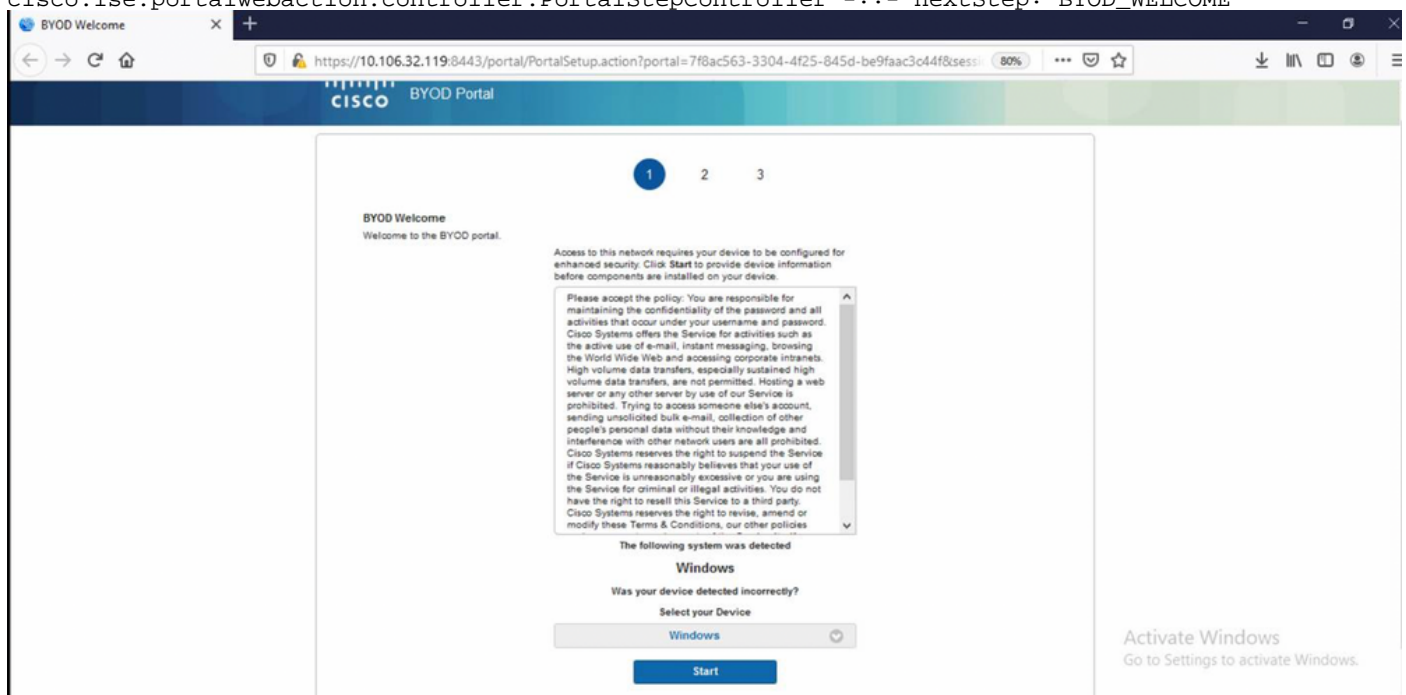 cisco.ise.portalwebaction.controller.PortalStepController -::- nextStep: BYOD_WELCOME
BYOD Welcome
https://10.106.32.119:8443/portal/PortalSetup.action?portal=7f8ac563-3304-4f25-845d-be9faac3c44f&sessi
80%
CISCO BYOD Portal
1 2 3
BYOD Welcome
Welcome to the BYOD portal.
Access to this network requires your device to be configured for
enhanced security. Click Start to provide device information
before components are installed on your device.
Please accept the policy: You are responsible for
maintaining the confidentiality of the password and all
activities that occur under your username and password.
Cisco Systems offers the Service for activities such as
the active use of e-mail, instant messaging, browsing
the World Wide Web and accessing corporate intranets.
High volume data transfers, especially sustained high
volume data transfers, are not permitted. Hosting a web
server or any other server by use of our Service is
prohibited. Trying to access someone else's account,
sending unsolicited bulk e-mail, collection of other
people's personal data without their knowledge and
interference with other network users are all prohibited.
Cisco Systems reserves the right to suspend the Service
if Cisco Systems reasonably believes that your use of
the Service is unreasonably excessive or you are using
the Service for criminal or illegal activities. You do not
have the right to resell this Service to a third party.
Cisco Systems reserves the right to revise, amend or
modify these Terms & Conditions, our other policies
The following system was detected
Windows
Was your device detected incorrectly?
Select your Device
Windows
Start
Activate Windows
Go to Settings to activate Windows.